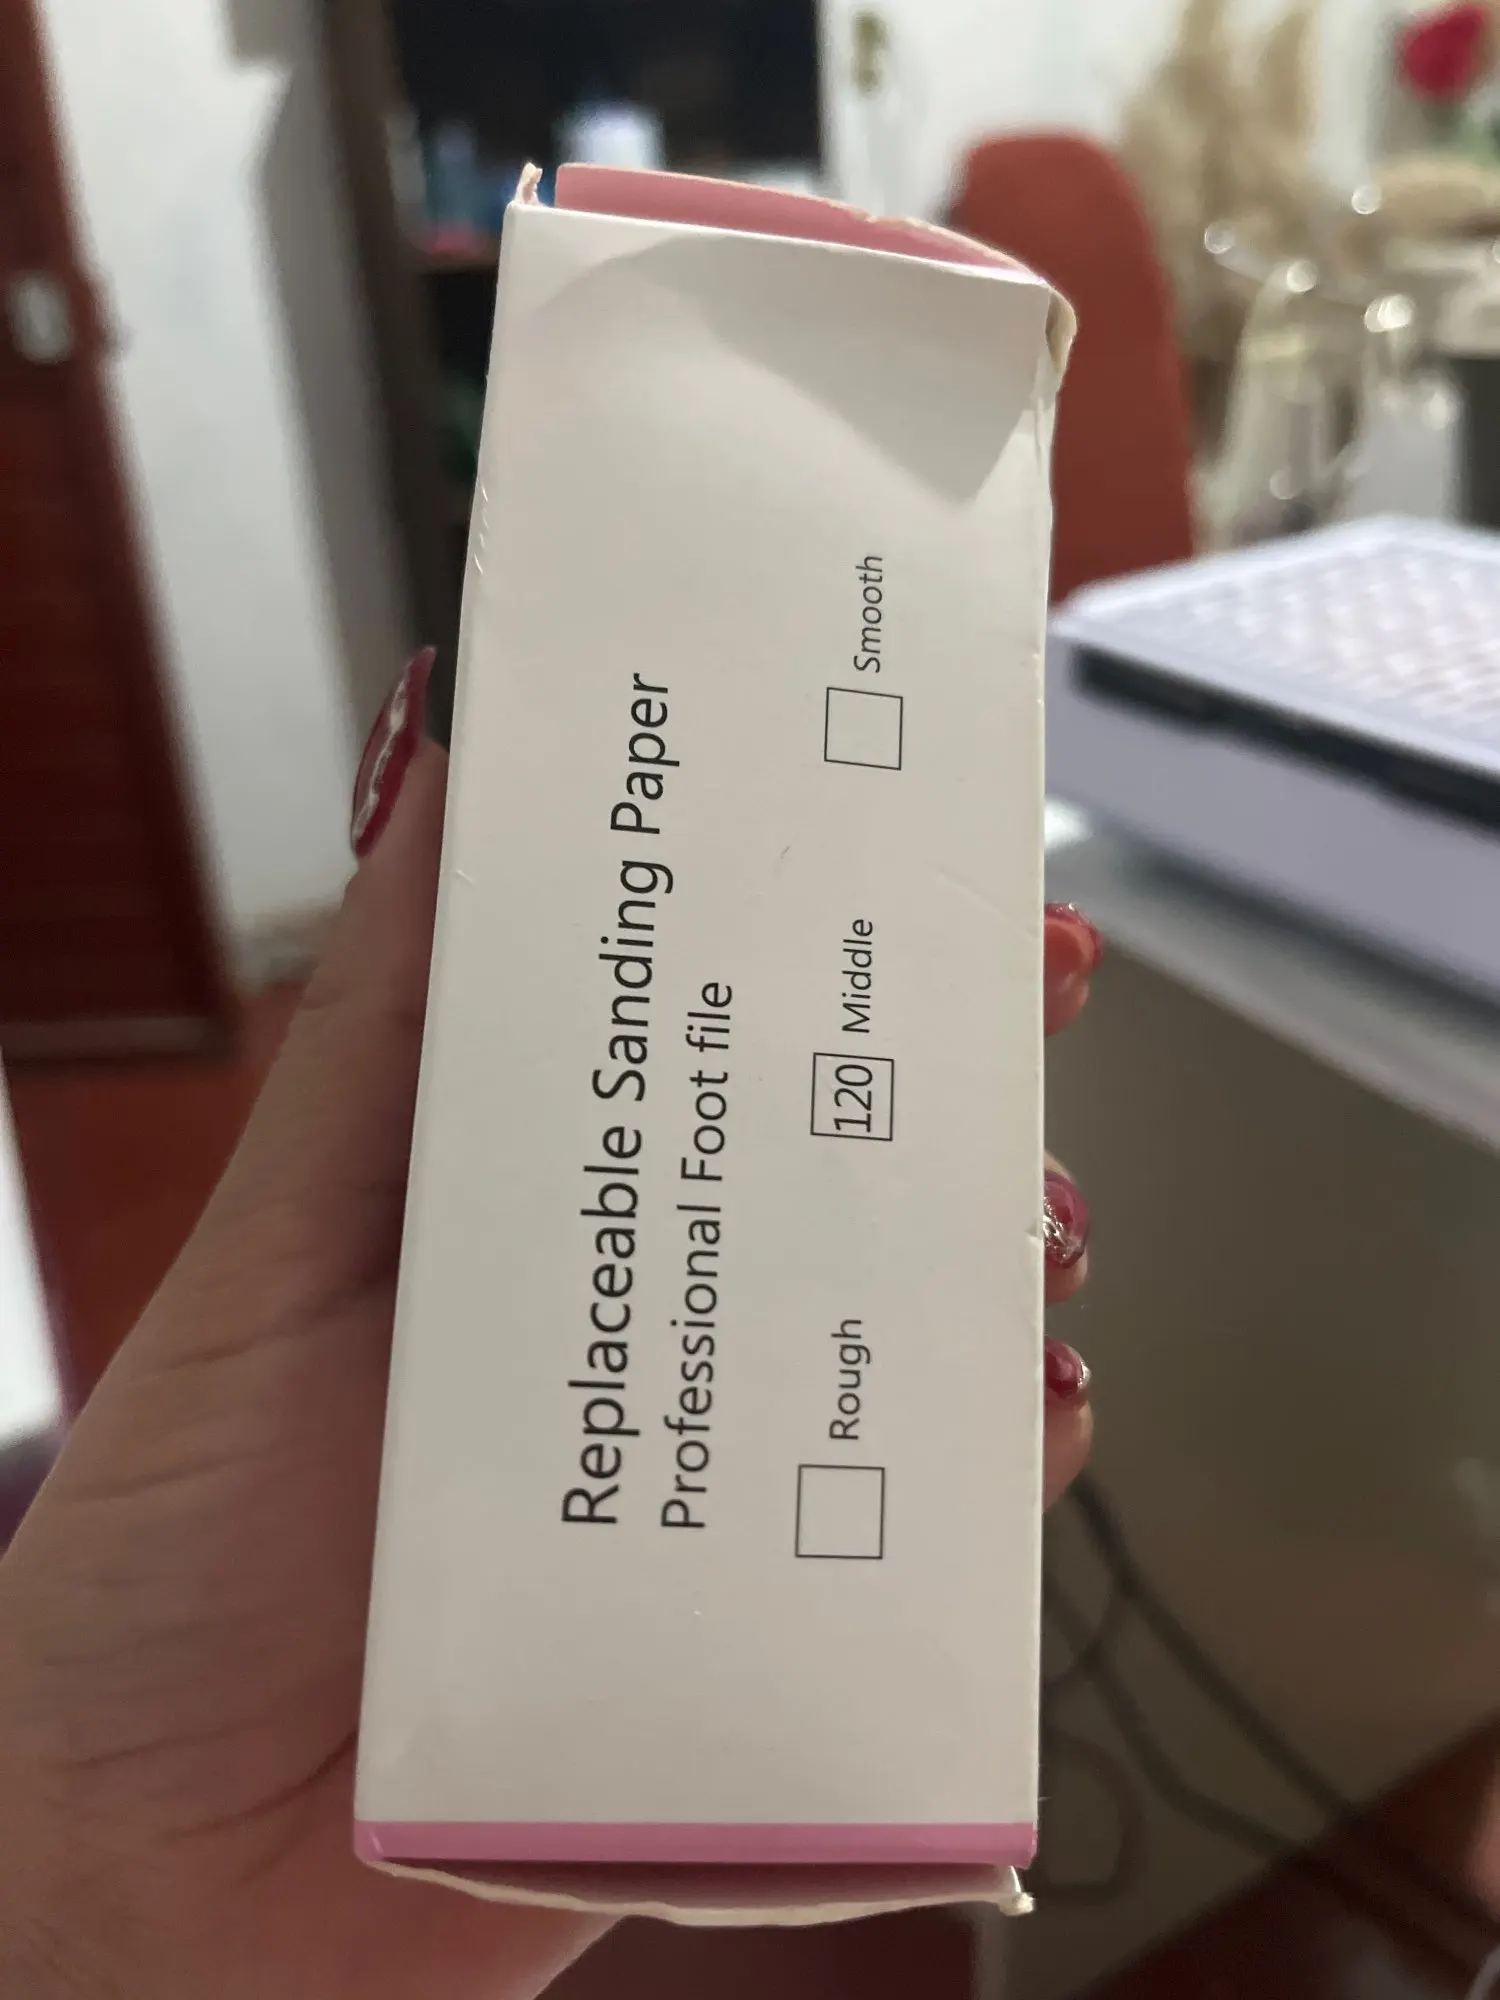 Replaceable Sanding Paper
Professional Foot file
Rough 120 Middle Smooth